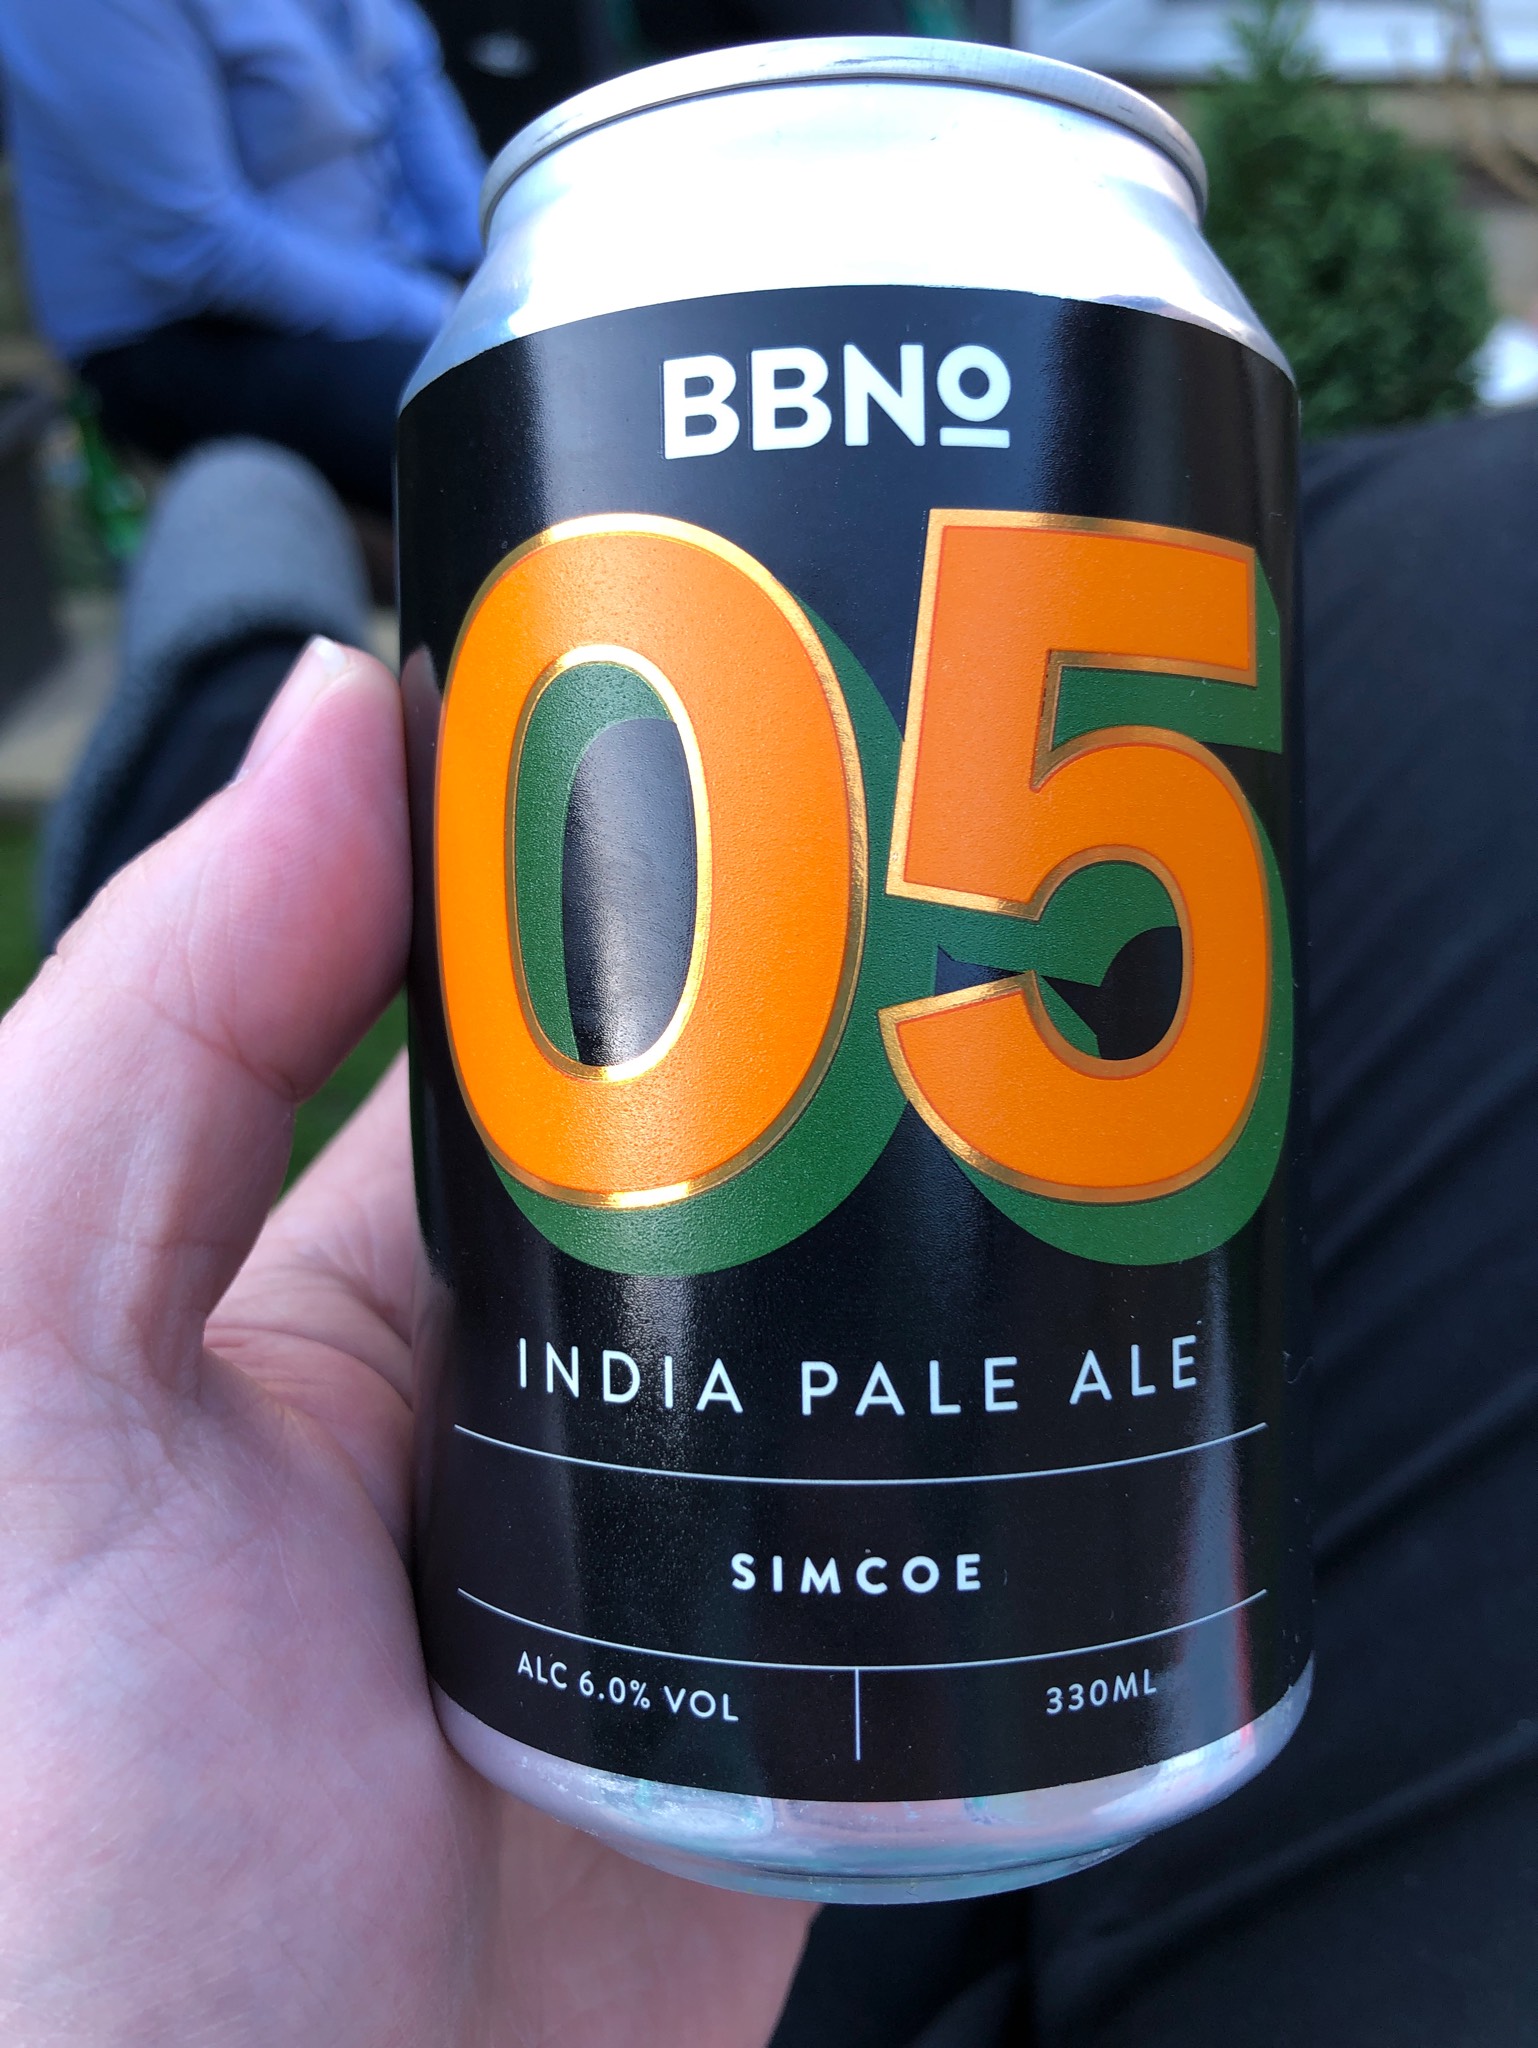 BBNo
05
INDIA PALE ALE
SIMCOE
ALC 6.0% VOL
330ML